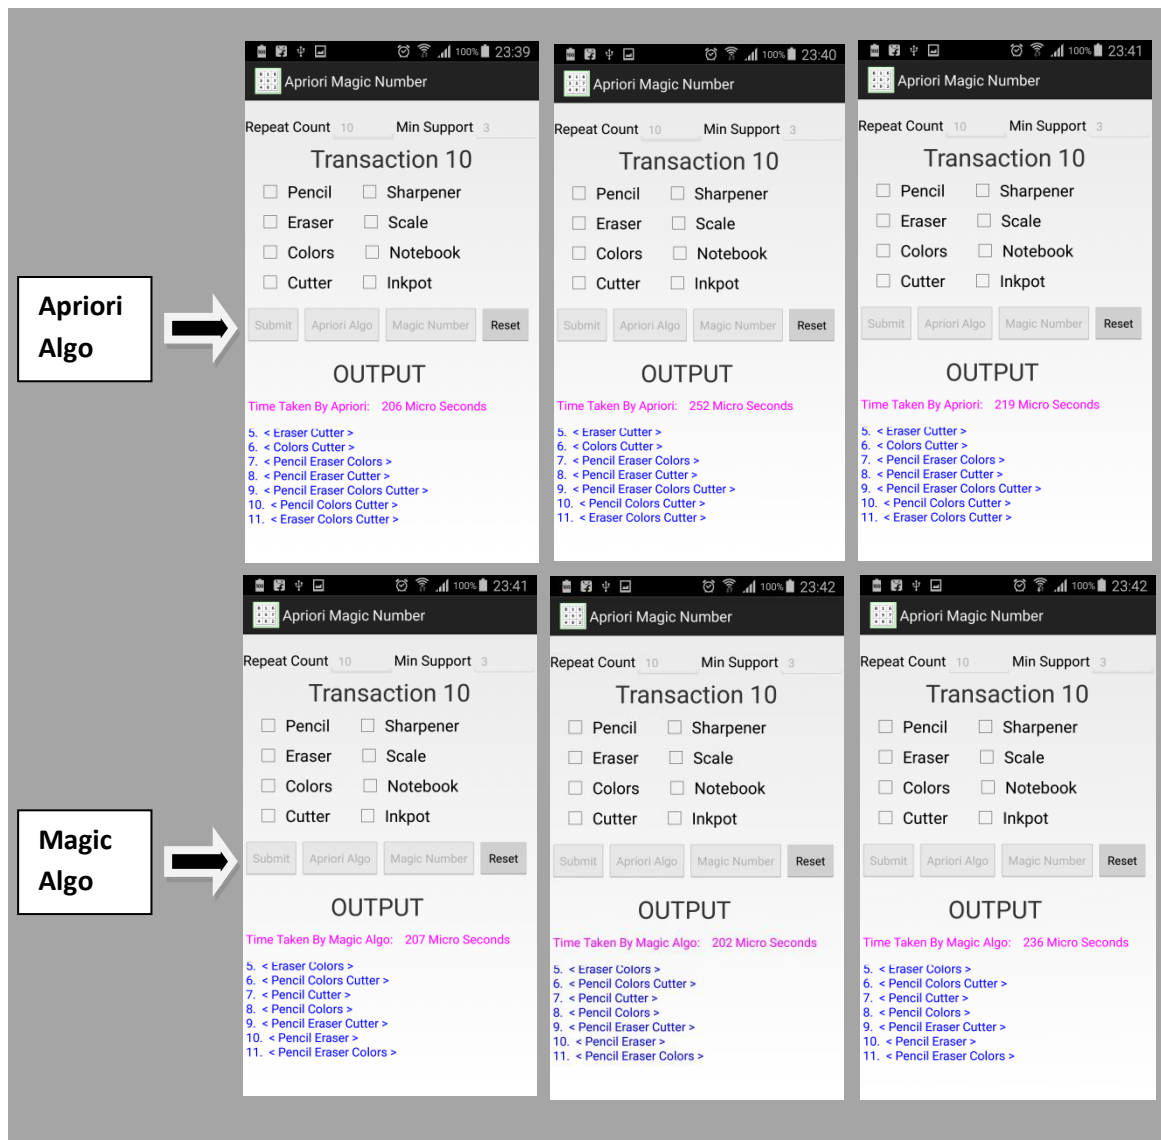 Apriori
Algo
100% 23:39
Apriori Magic Number
Repeat Count 10 Min Support 3
Transaction 10
Pencil Sharpener
Eraser Scale
Colors Notebook
Cutter Inkpot
Submit Apriori Algo Magic Number Reset
OUTPUT
Time Taken By Apriori: 206 Micro Seconds
5. < Eraser Cutter >
6. < Colors Cutter >
7. < Pencil Eraser Colors >
8. < Pencil Eraser Cutter >
9. < Pencil Eraser Colors Cutter >
10. < Pencil Colors Cutter >
11. < Eraser Colors Cutter >
100% 23:40
Apriori Magic Number
Repeat Count 10 Min Support 3
Transaction 10
Pencil Sharpener
Eraser Scale
Colors Notebook
Cutter Inkpot
Submit Apriori Algo Magic Number Reset
OUTPUT
Time Taken By Apriori: 252 Micro Seconds
5. < Eraser Cutter >
6. < Colors Cutter >
7. < Pencil Eraser Colors >
8. < Pencil Eraser Cutter >
9. < Pencil Eraser Colors Cutter >
10. < Pencil Colors Cutter >
11. < Eraser Colors Cutter >
100% 23:41
Apriori Magic Number
Repeat Count 10 Min Support 3
Transaction 10
Pencil Sharpener
Eraser Scale
Colors Notebook
Cutter Inkpot
Submit Apriori Algo Magic Number Reset
OUTPUT
Time Taken By Apriori: 219 Micro Seconds
5. < Eraser Cutter >
6. < Colors Cutter >
7. < Pencil Eraser Colors >
8. < Pencil Eraser Cutter >
9. < Pencil Eraser Colors Cutter >
10. < Pencil Colors Cutter >
11. < Eraser Colors Cutter >
Magic
Algo
100% 23:41
Apriori Magic Number
Repeat Count 10 Min Support 3
Transaction 10
Pencil Sharpener
Eraser Scale
Colors Notebook
Cutter Inkpot
Submit Apriori Algo Magic Number Reset
OUTPUT
Time Taken By Magic Algo: 207 Micro Seconds
5. < Eraser Colors >
6. < Pencil Colors Cutter >
7. < Pencil Cutter >
8. < Pencil Colors >
9. < Pencil Eraser Cutter >
10. < Pencil Eraser >
11. < Pencil Eraser Colors >
100% 23:42
Apriori Magic Number
Repeat Count 10 Min Support 3
Transaction 10
Pencil Sharpener
Eraser Scale
Colors Notebook
Cutter Inkpot
Submit Apriori Algo Magic Number Reset
OUTPUT
Time Taken By Magic Algo: 202 Micro Seconds
5. < Eraser Colors >
6. < Pencil Colors Cutter >
7. < Pencil Cutter >
8. < Pencil Colors >
9. < Pencil Eraser Cutter >
10. < Pencil Eraser >
11. < Pencil Eraser Colors >
100% 23:42
Apriori Magic Number
Repeat Count 10 Min Support 3
Transaction 10
Pencil Sharpener
Eraser Scale
Colors Notebook
Cutter Inkpot
Submit Apriori Algo Magic Number Reset
OUTPUT
Time Taken By Magic Algo: 236 Micro Seconds
5. < Eraser Colors >
6. < Pencil Colors Cutter >
7. < Pencil Cutter >
8. < Pencil Colors >
9. < Pencil Eraser Cutter >
10. < Pencil Eraser >
11. < Pencil Eraser Colors >